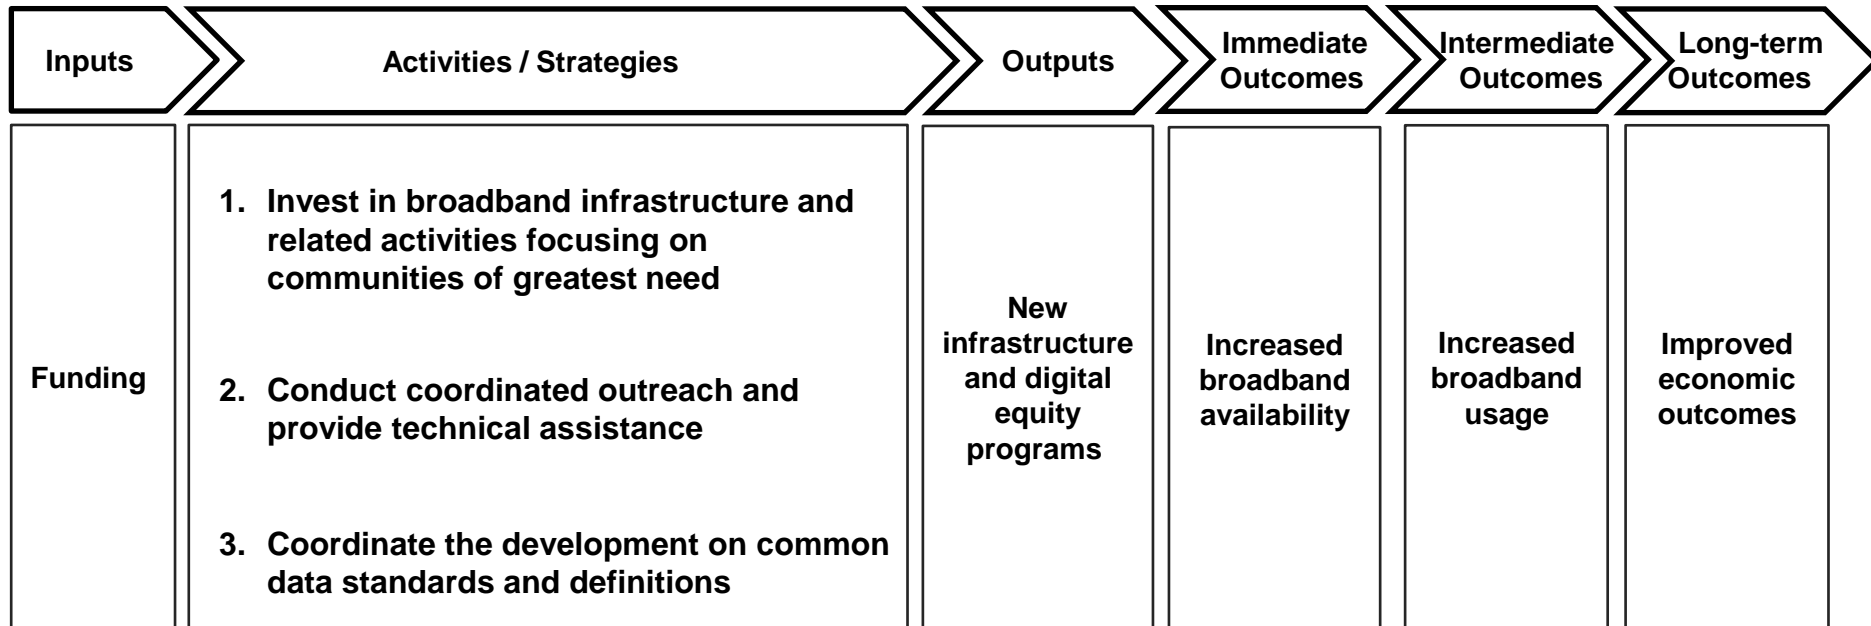 Inputs
Activities / Strategies
Outputs
Immediate
Outcomes
Intermediate
Outcomes
Long-term
Outcomes
Funding
1. Invest in broadband infrastructure and
related activities focusing on
communities of greatest need
2. Conduct coordinated outreach and
provide technical assistance
3. Coordinate the development on common
data standards and definitions
New
infrastructure
and digital
equity
programs
Increased
broadband
availability
Increased
broadband
usage
Improved
economic
outcomes